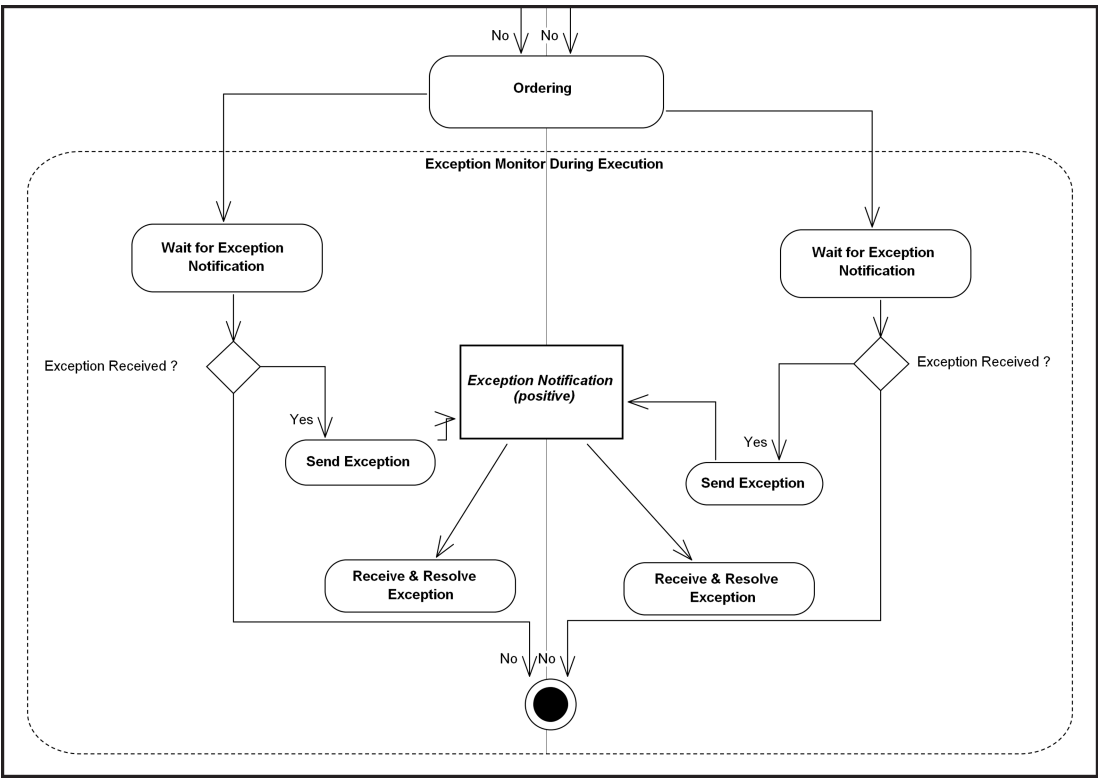 No
No
Ordering
Exception Monitor During Execution
Wait for Exception
Notification
Wait for Exception
Notification
Exception Received ?
Exception Received ?
Exception Notification
(positive)
Yes
Yes
Send Exception
Send Exception
Receive & Resolve
Exception
Receive & Resolve
Exception
No
No